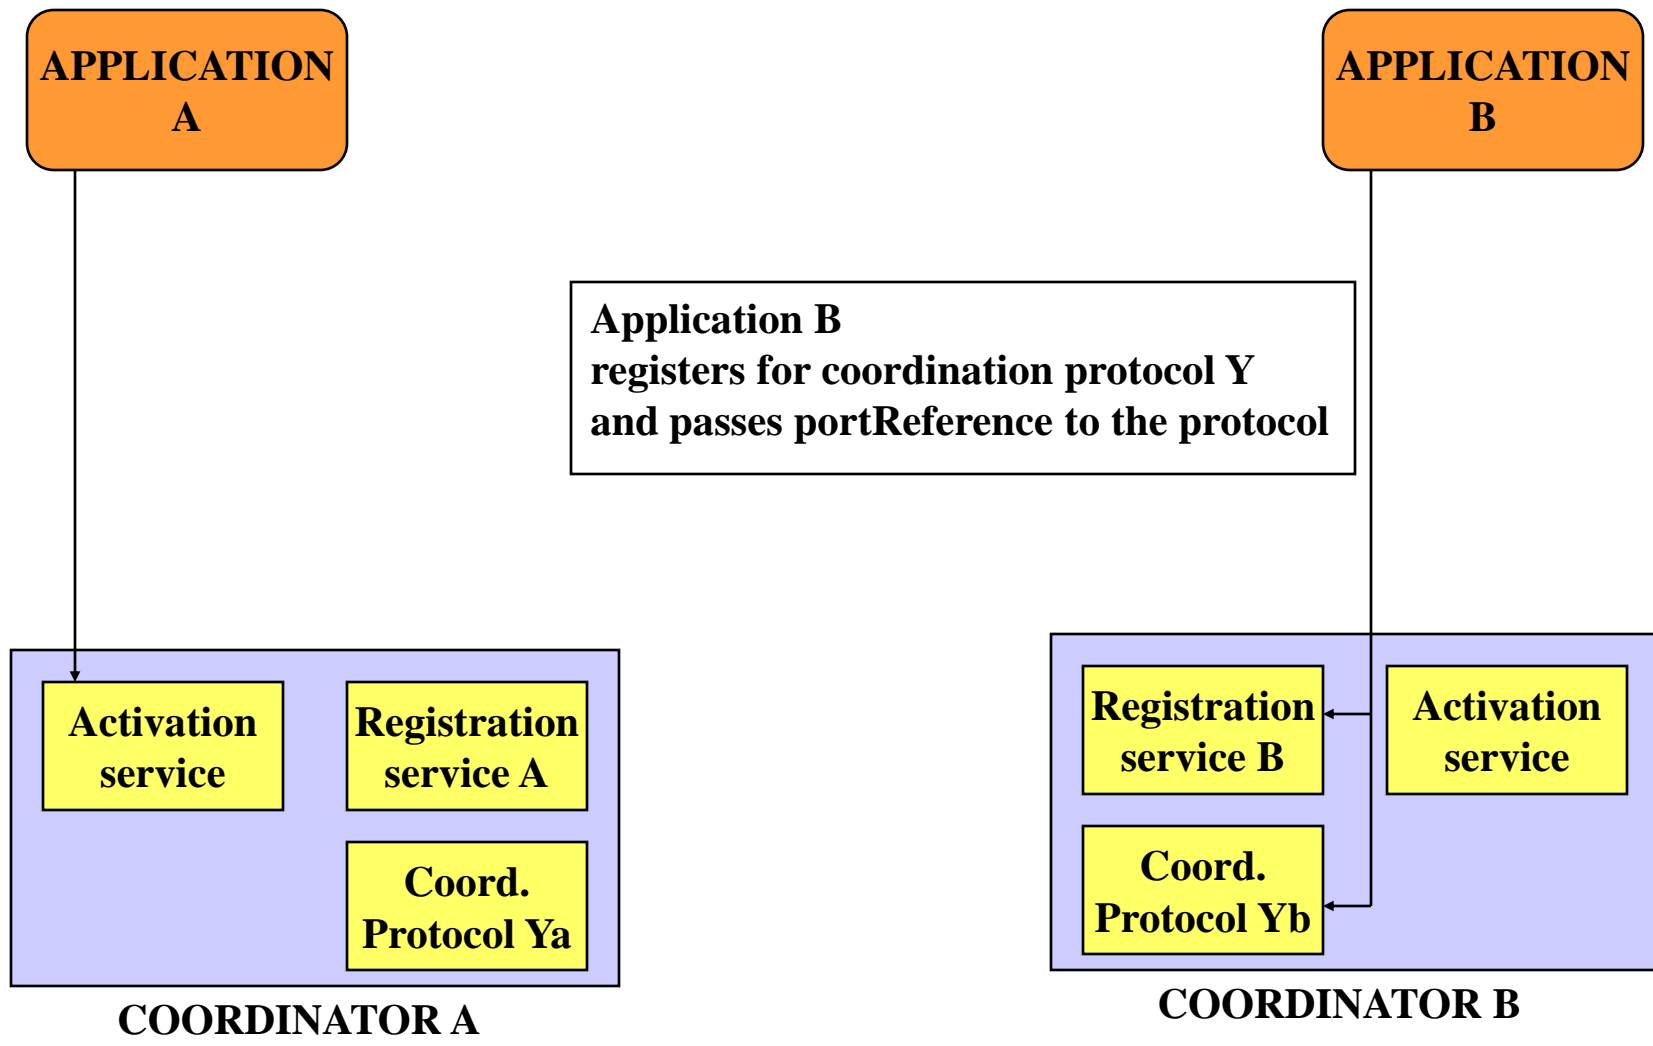 APPLICATION
A
APPLICATION
B
Application B
registers for coordination protocol Y
and passes portReference to the protocol
Activation
service
Registration
service A
Coord.
Protocol Ya
COORDINATOR A
Registration
service B
Activation
service
Coord.
Protocol Yb
COORDINATOR B